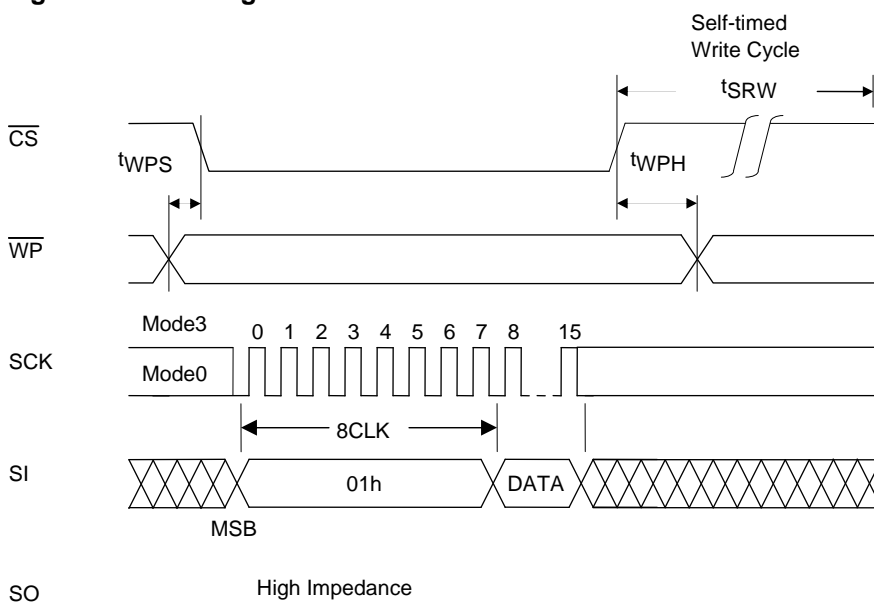 Self-timed
Write Cycle
tSRW
CS
tWPS
tWPH
WP
Mode3
0 1 2 3 4 5 6 7 8 15
SCK
Mode0
8CLK
SI
01h
DATA
MSB
SO
High Impedance